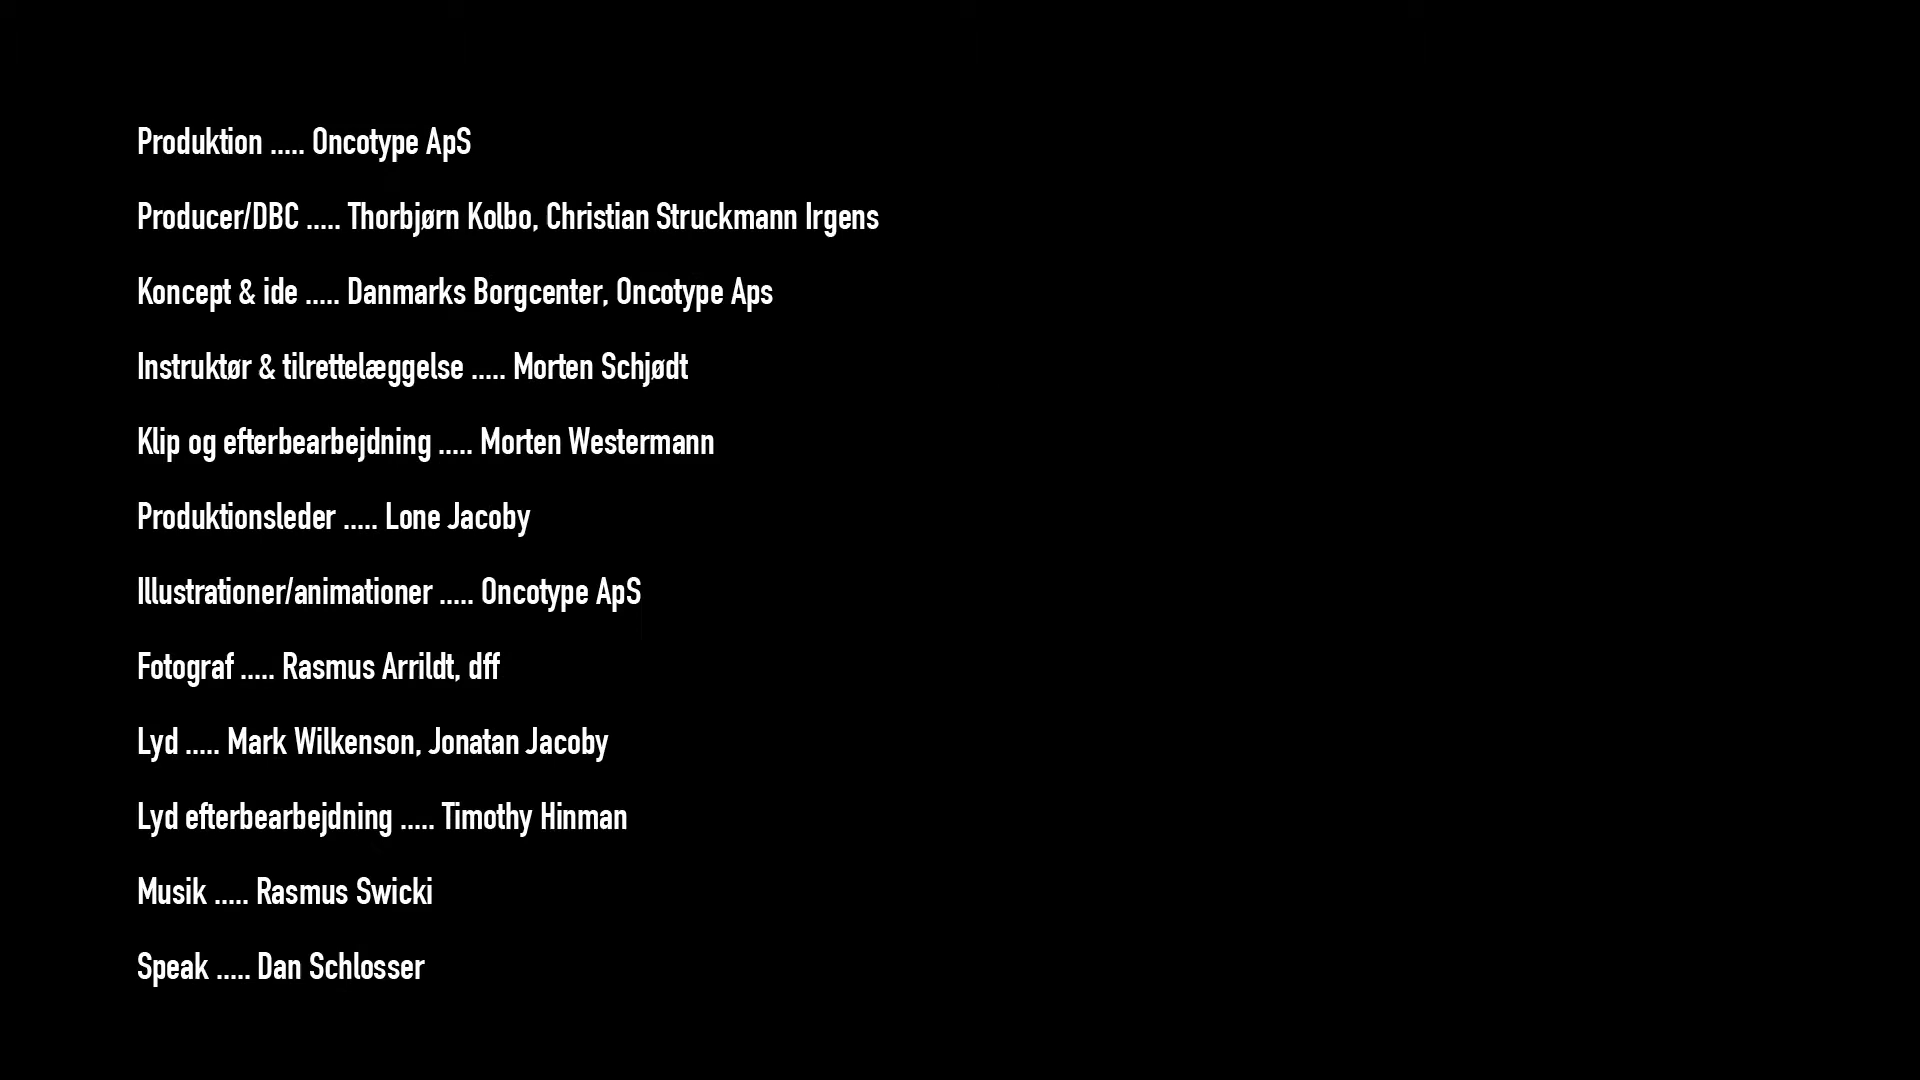 Produktion ..... Oncotype ApS
Producer/DBC ..... Thorbjørn Kolbo, Christian Struckmann Irgens
Koncept & ide ..... Danmarks Borgcenter, Oncotype Aps
Instruktør & tilrettelæggelse ..... Morten Schjødt
Klip og efterbearbejdning ..... Morten Westermann
Produktionsleder ..... Lone Jacoby
Illustrationer/animationer ..... Oncotype ApS
Fotograf ..... Rasmus Arrildt, dff
Lyd ..... Mark Wilkenson, Jonatan Jacoby
Lyd efterbearbejdning ..... Timothy Hinman
Musik ..... Rasmus Swicki
Speak ..... Dan Schlosser